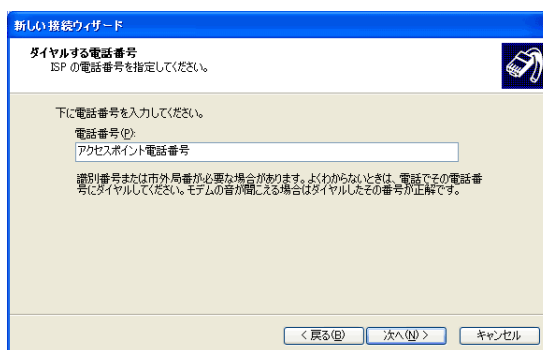 新しい接続ウィザード
ダイヤルする電話番号
ISP の電話番号を指定してください。
下に電話番号を入力してください。
電話番号(P):
アクセスポイント電話番号
識別番号または市外局番が必要な場合があります。よくわからないときは、電話でその電話番
号にダイヤルしてください。モデムの音が聞こえる場合はダイヤルしたその番号が正解です。
< 戻る(B)
次へ(N) >
キャンセル